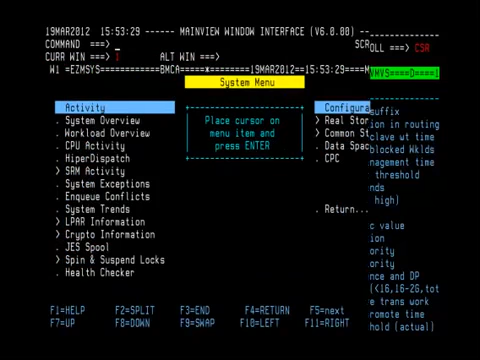 19MAR2012 15:53:29 ------ MAINVIEW WINDOW INTERFACE (V6.0.00) --
COMMAND ===>
SCR OLL ===> CSR
CURR WIN ===> 1 ALT WIN ===>
W1 =EZMSYS===========BMCA===*========19MAR2012==15:53:29====M VMVS====D====1
System Menu
Activity
. System Overview
. Workload Overview
. CPU Activity
. HiperDispatch
> SRM Activity
. System Exceptions
. Enqueue Conflicts
. System Trends
> LPAR Information
> Crypto Information
. JES Spool
> Spin & Suspend Locks
. Health Checker
Place cursor on
menu item and
press ENTER
Configura
> Real Stor
> Common St
. Data Spac
. CPC
. Return...
suffix
ion in routing
clave wt time
blocked Wklds
nagement time
threshold
nds
high)
c value
ion
ority
ority
nce and DP
(<16,16-2G,tot
e trans work
promote time
hold (actual)
F1=HELP F2=SPLIT F3=END F4=RETURN F5=next
F7=UP F8=DOWN F9=SWAP F10=LEFT F11=RIGHT